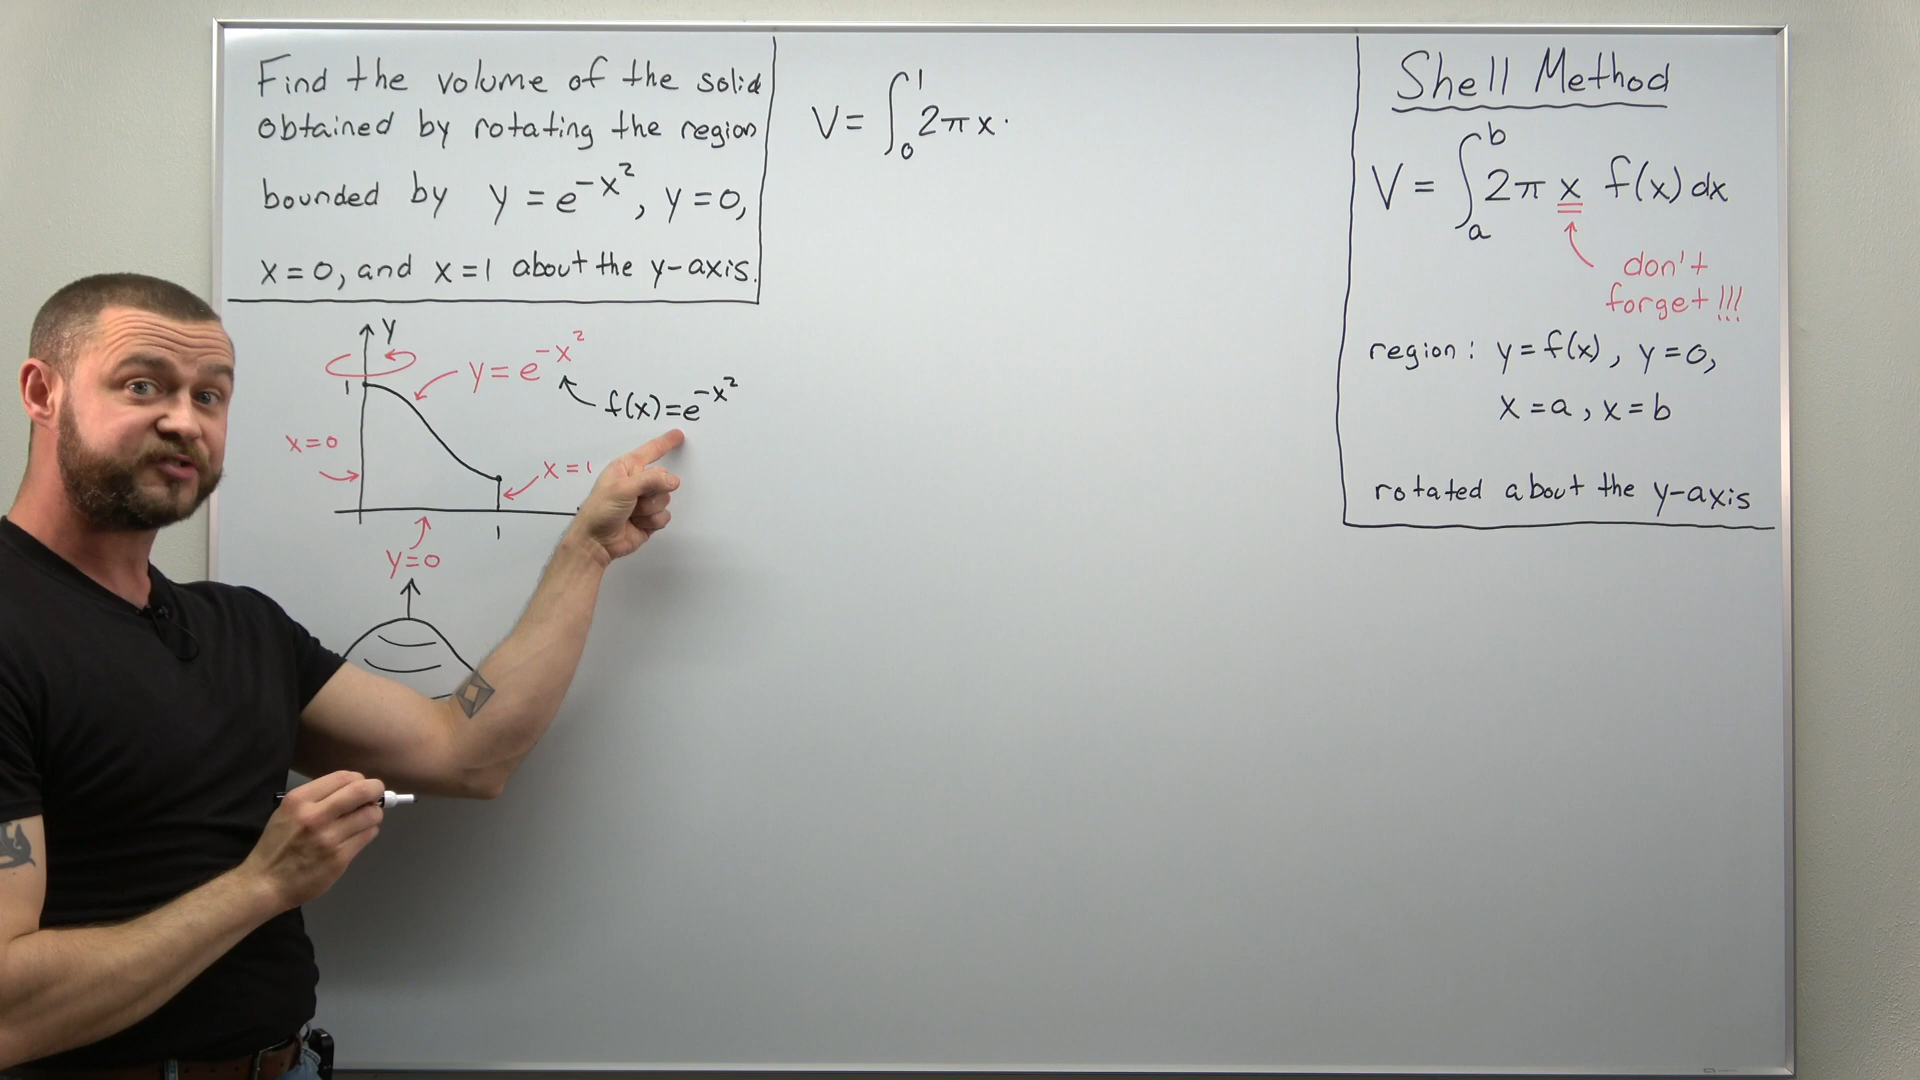 Find the volume of the solid
obtained by rotating the region
bounded by y = e^{-x^2}, y=0,
x=0, and x=1 about the y-axis.
y
1
y = e^{-x^2}
f(x)=e^{-x^2}
x=0
x=1
1
y=0
V = ∫_0^1 2π x ·
Shell Method
V = ∫_a^b 2π x f(x) dx
don't
forget!!!
region: y=f(x), y=0,
x=a, x=b
rotated about the y-axis